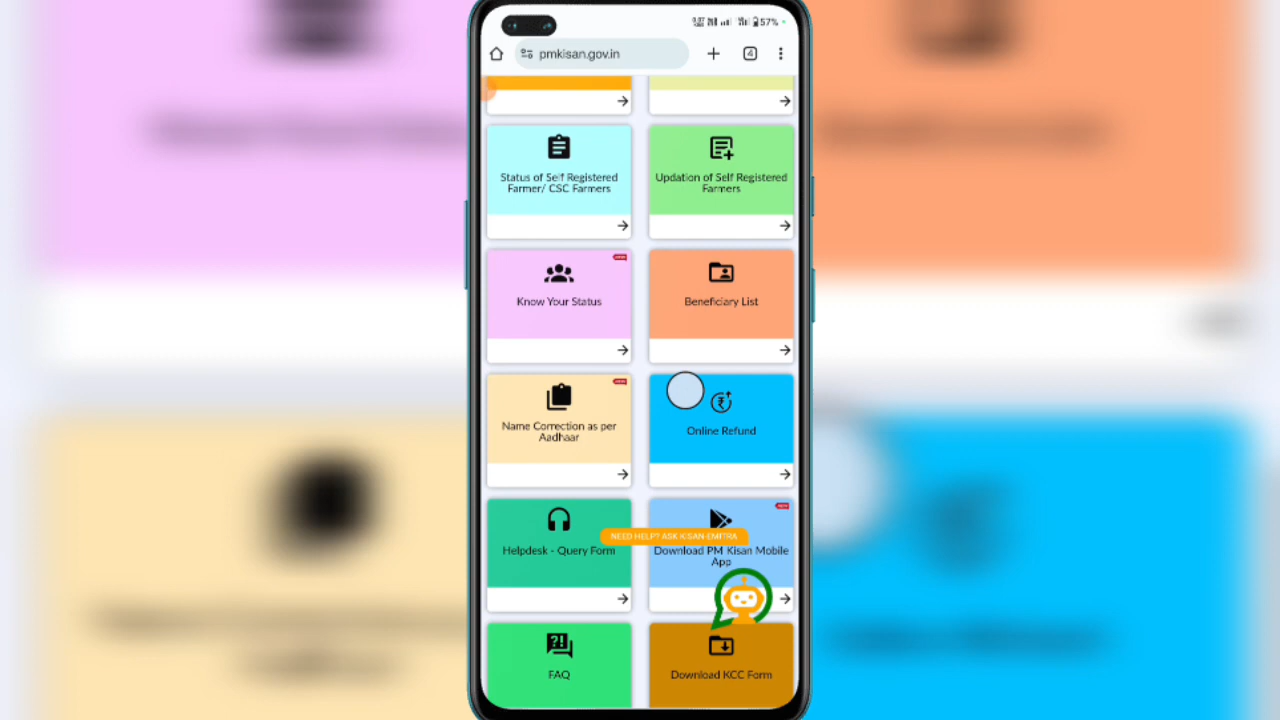 57%
pmkisan.gov.in
4
Status of Self Registered
Farmer/ CSC Farmers
Updation of Self Registered
Farmers
Know Your Status
Beneficiary List
Name Correction as per
Aadhaar
Online Refund
Helpdesk - Query Form
NEED HELP? ASK KISAN-EMITRA
Download PM Kisan Mobile
App
FAQ
Download KCC Form